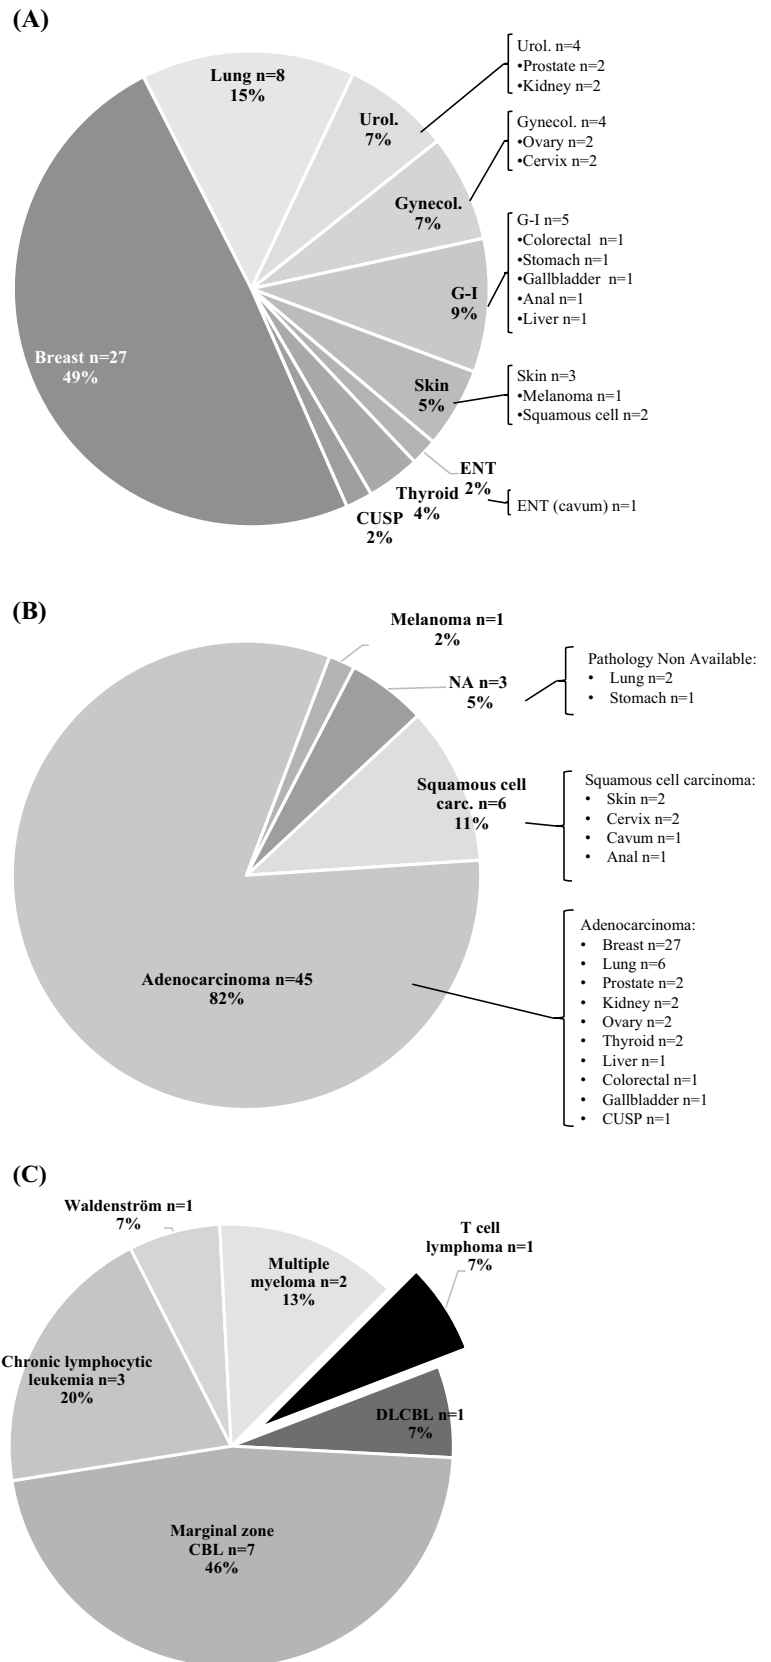 (A)
Lung n=8
15%
Urol.
7%
Gynecol.
7%
G-I
9%
Skin
5%
ENT
2%
Thyroid
4%
CUSP
2%
Breast n=27
49%
Urol. n=4
•Prostate n=2
•Kidney n=2
Gynecol. n=4
•Ovary n=2
•Cervix n=2
G-I n=5
•Colorectal n=1
•Stomach n=1
•Gallbladder n=1
•Anal n=1
•Liver n=1
Skin n=3
•Melanoma n=1
•Squamous cell n=2
ENT (cavum) n=1
(B)
Melanoma n=1
2%
NA n=3
5%
Squamous cell
carc. n=6
11%
Adenocarcinoma n=45
82%
Pathology Non Available:
• Lung n=2
• Stomach n=1
Squamous cell carcinoma:
• Skin n=2
• Cervix n=2
• Cavum n=1
• Anal n=1
Adenocarcinoma:
• Breast n=27
• Lung n=6
• Prostate n=2
• Kidney n=2
• Ovary n=2
• Thyroid n=2
• Liver n=1
• Colorectal n=1
• Gallbladder n=1
• CUSP n=1
(C)
Waldenström n=1
7%
Multiple
myeloma n=2
13%
T cell
lymphoma n=1
7%
Chronic lymphocytic
leukemia n=3
20%
DLCBL n=1
7%
Marginal zone
CBL n=7
46%